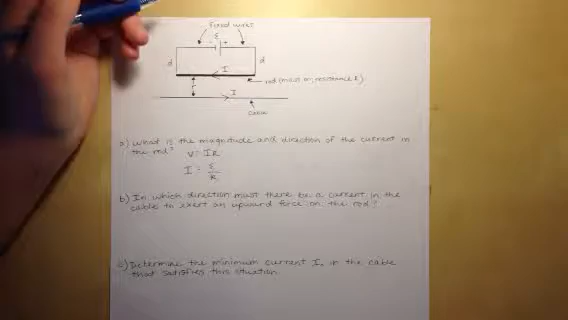 fixed wires
ε
- +
d
d
I
rod (mass m, resistance R)
r
I
cable
a) What is the magnitude and direction of the current in
the rod?
V = IR
I = ε/R
b) In which direction must there be a current in the
cable to exert an upward force on the rod?
c) Determine the minimum current I₀ in the cable
that satisfies this situation.